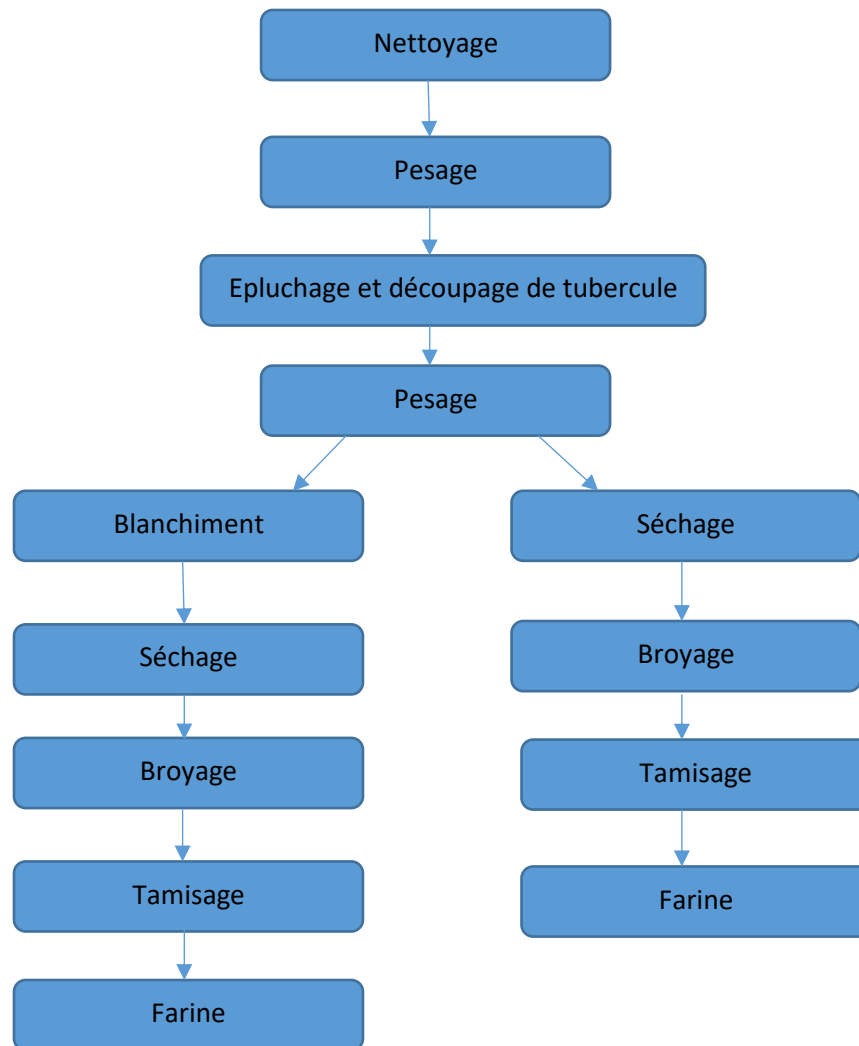 Nettoyage
Pesage
Epluchage et découpage de tubercule
Pesage
Blanchiment
Séchage
Broyage
Tamisage
Farine
Séchage
Broyage
Tamisage
Farine